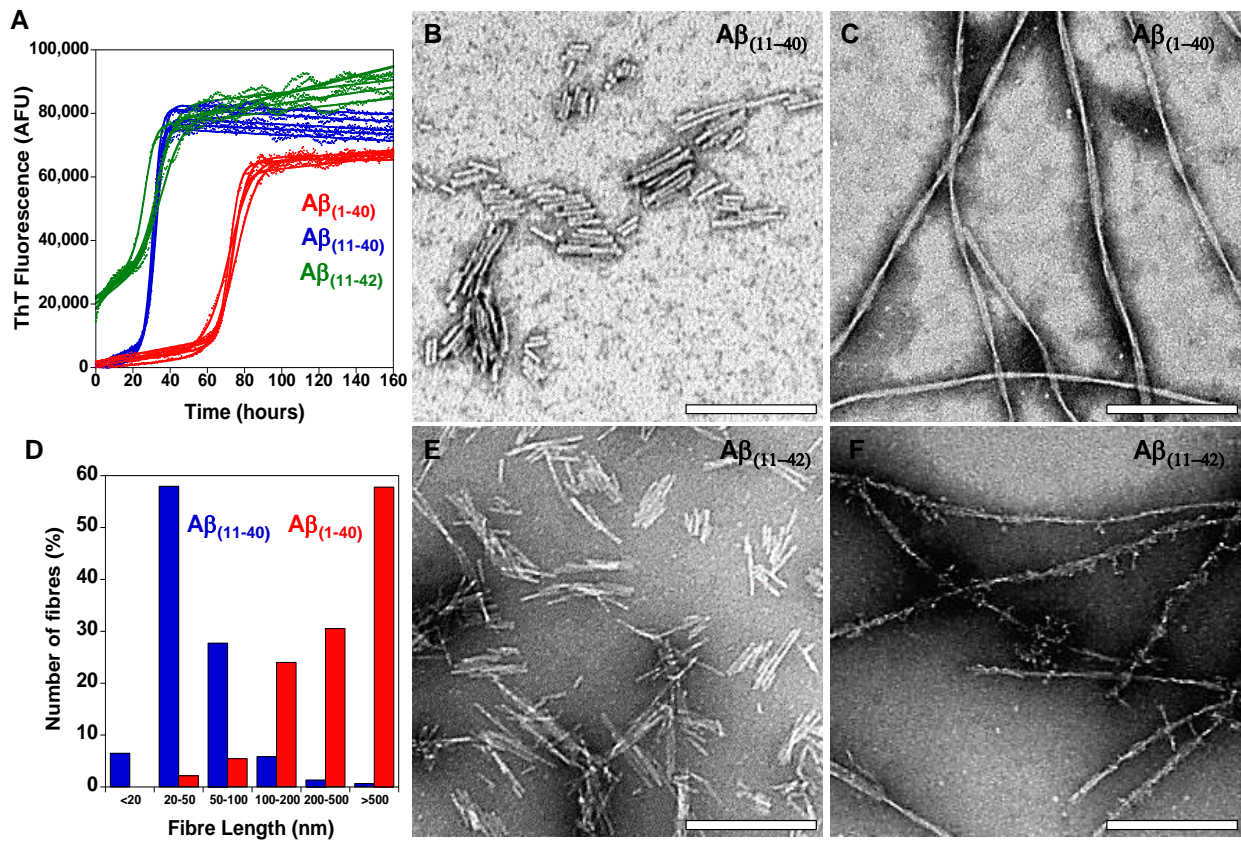 A
100,000
80,000
60,000
40,000
20,000
0
ThT Fluorescence (AFU)
Aβ(1-40)
Aβ(11-40)
Aβ(11-42)
0 20 40 60 80 100 120 140 160
Time (hours)
B
Aβ(11–40)
C
Aβ(1–40)
D
60
50
40
30
20
10
0
Number of fibres (%)
Aβ(11-40) Aβ(1-40)
<20 20-50 50-100 100-200 200-500 >500
Fibre Length (nm)
E
Aβ(11–42)
F
Aβ(11–42)